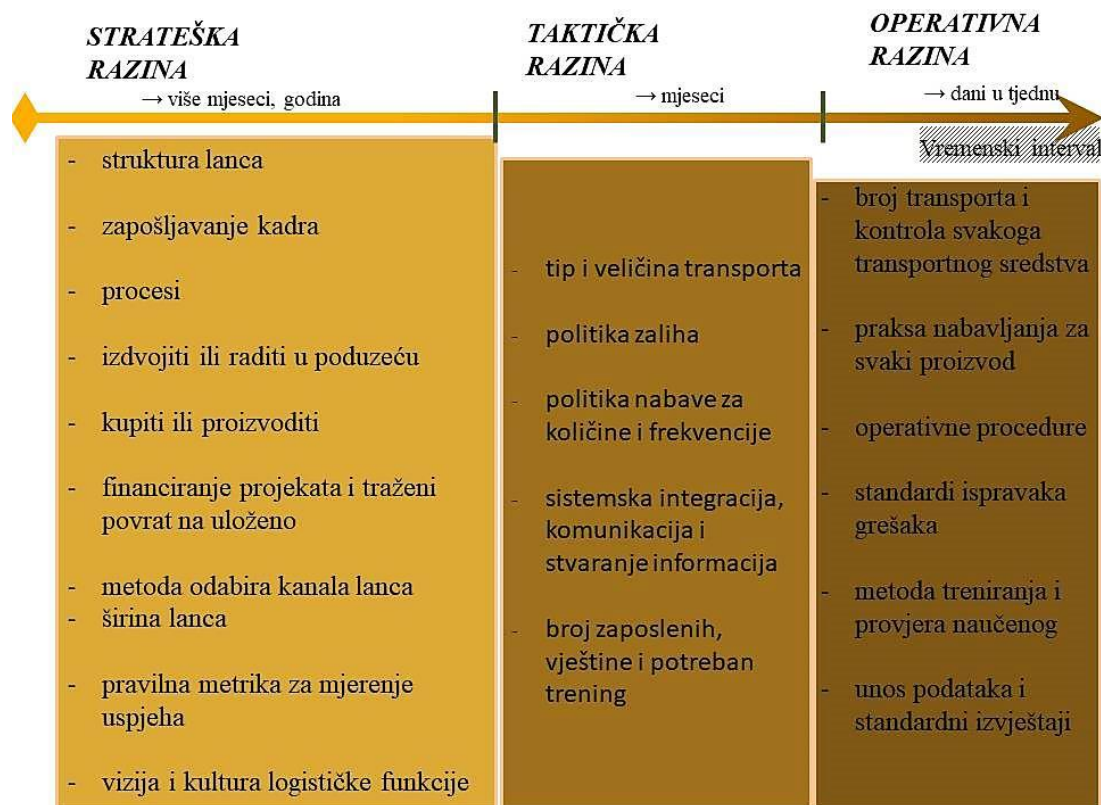 STRATEŠKA
RAZINA
→ više mjeseci, godina
TAKTIČKA
RAZINA
→ mjeseci
OPERATIVNA
RAZINA
→ dani u tjednu
Vremenski interval
- struktura lanca
- zapošljavanje kadra
- procesi
- izdvojiti ili raditi u poduzeću
- kupiti ili proizvoditi
- financiranje projekata i traženi
povrat na uloženo
- metoda odabira kanala lanca
- širina lanca
- pravilna metrika za mjerenje
uspjeha
- vizija i kultura logističke funkcije
- tip i veličina transporta
- politika zaliha
- politika nabave za
količine i frekvencije
- sistemska integracija,
komunikacija i
stvaranje informacija
- broj zaposlenih,
vještine i potreban
trening
- broj transporta i
kontrola svakoga
transportnog sredstva
- praksa nabavljanja za
svaki proizvod
- operativne procedure
- standardi ispravaka
grešaka
- metoda treniranja i
provjera naučenog
- unos podataka i
standardni izvještaji